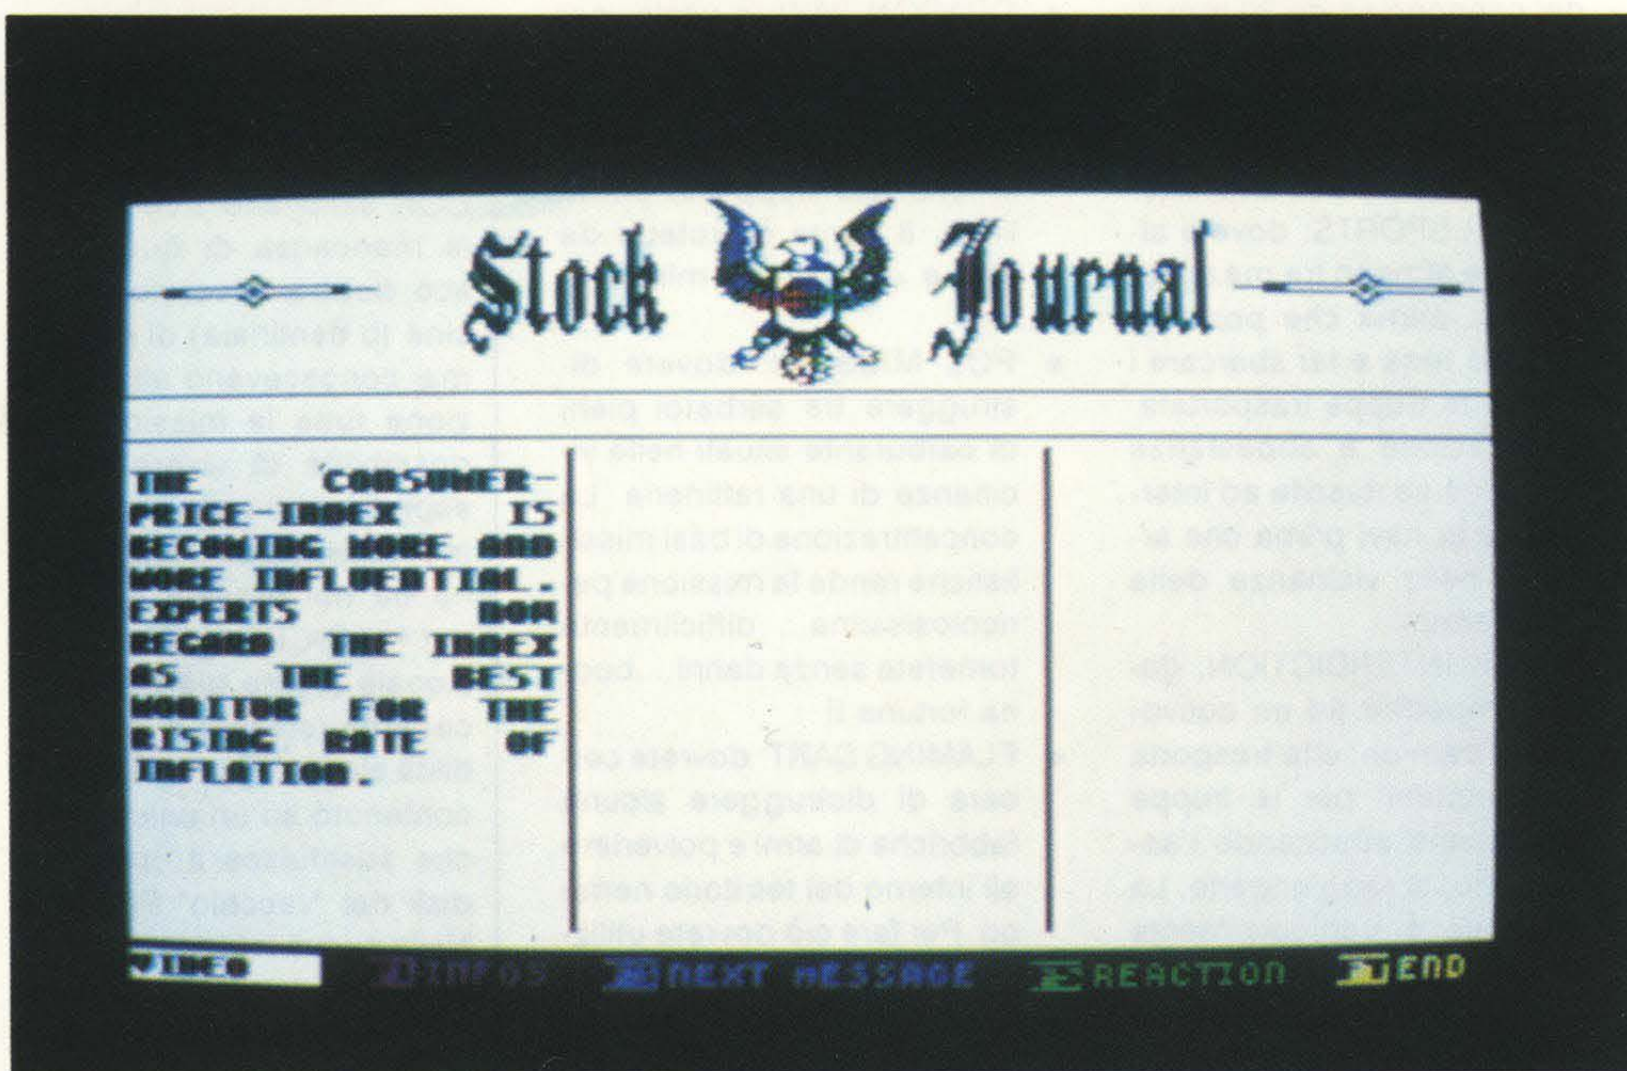 Stock Journal
THE CONSUMER-
PRICE-INDEX IS
BECOMING MORE AND
MORE INFLUENTIAL.
EXPERTS NOW
REGARD THE INDEX
AS THE BEST
MONITOR FOR THE
RISING RATE OF
INFLATION.
VIDEO INFOS NEXT MESSAGE REACTION END